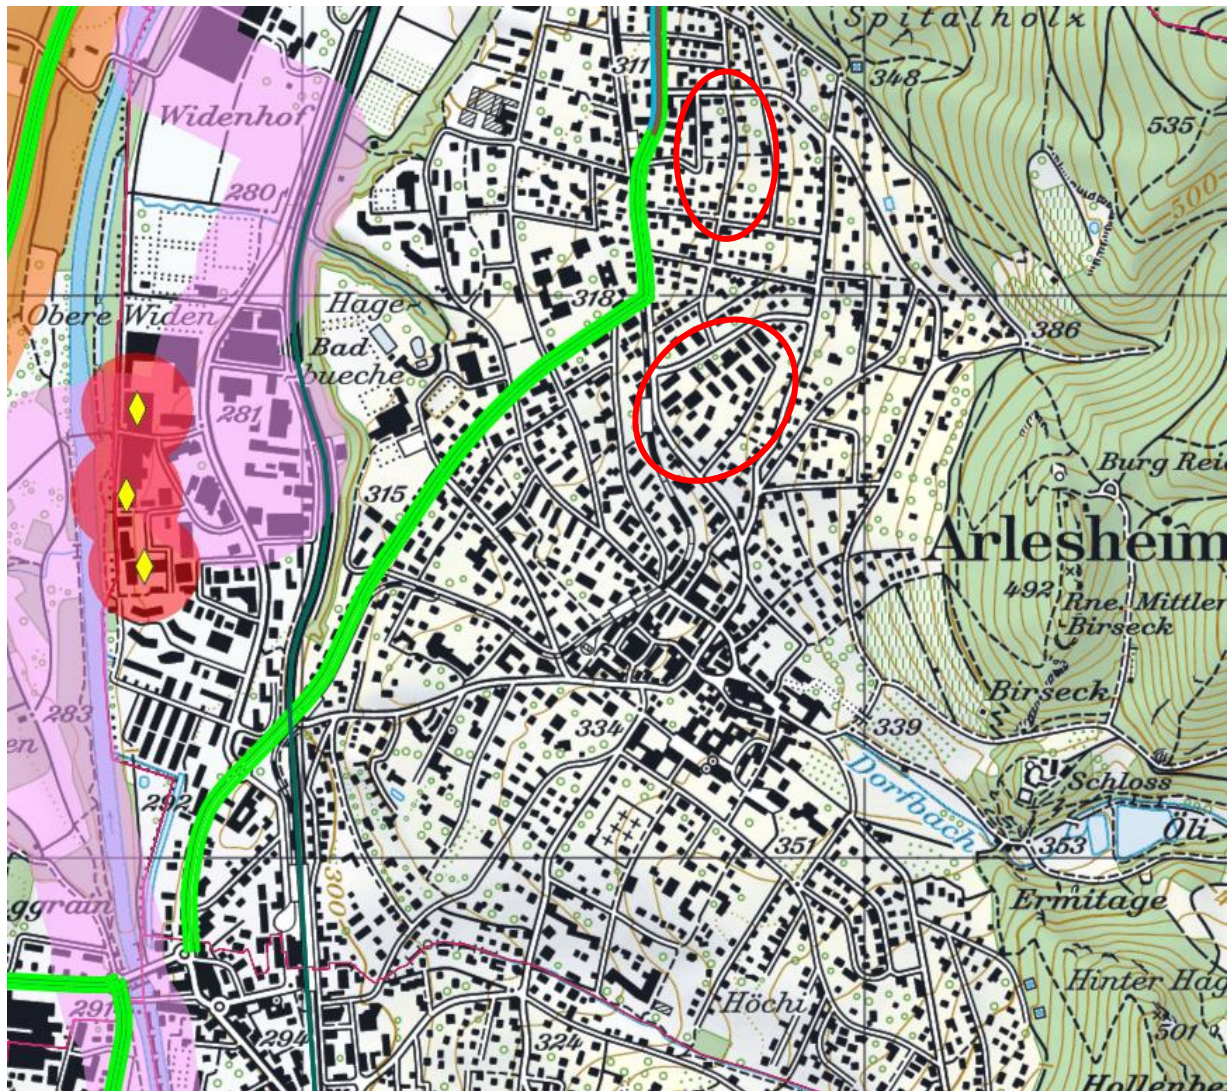 Spitalholz
311
348
Widenhof
535
280
500
Obere Widen
Hage-
318
Bad
bueche
386
281
315
Burg Rei
Arlesheim
492
Rne. Mittler
Birseck
Birseck
283
en
334
339
Dorfbach
Schloss
292
Öli
351
353
300
ggrain
Ermitage
Hinter Hag
291
Höchi
294
324
501